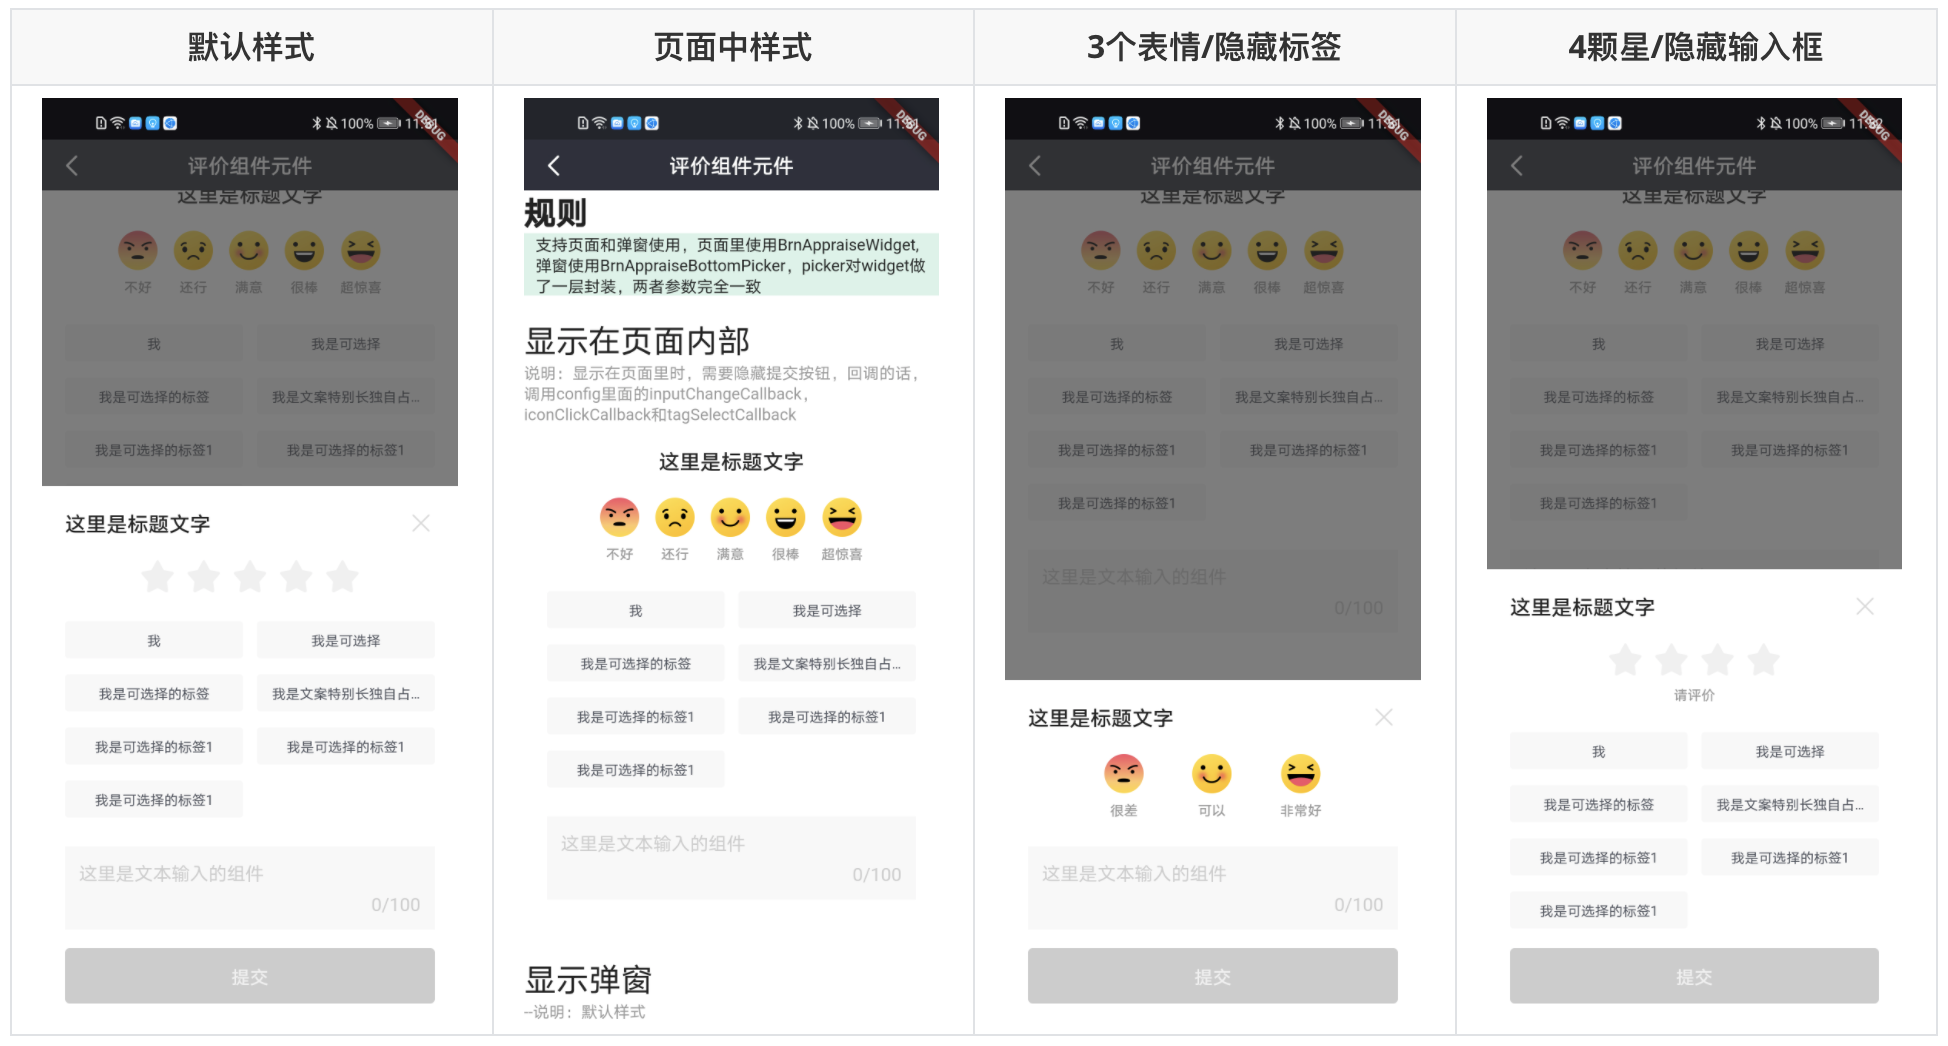 默认样式
页面中样式
3个表情/隐藏标签
4颗星/隐藏输入框
100% 11:31
DEBUG
评价组件元件
这里是标题文字
不好 还行 满意 很棒 超惊喜
我 我是可选择
我是可选择的标签 我是文案特别长独自占...
我是可选择的标签1 我是可选择的标签1
这里是标题文字
我 我是可选择
我是可选择的标签 我是文案特别长独自占...
我是可选择的标签1 我是可选择的标签1
我是可选择的标签1
这里是文本输入的组件
0/100
提交
100% 11:31
DEBUG
评价组件元件
规则
支持页面和弹窗使用，页面里使用BrnAppraiseWidget,
弹窗使用BrnAppraiseBottomPicker，picker对widget做
了一层封装，两者参数完全一致
显示在页面内部
说明：显示在页面里时，需要隐藏提交按钮，回调的话，
调用config里面的inputChangeCallback，
iconClickCallback和tagSelectCallback
这里是标题文字
不好 还行 满意 很棒 超惊喜
我 我是可选择
我是可选择的标签 我是文案特别长独自占...
我是可选择的标签1 我是可选择的标签1
我是可选择的标签1
这里是文本输入的组件
0/100
显示弹窗
--说明：默认样式
100% 11:31
DEBUG
评价组件元件
这里是标题文字
不好 还行 满意 很棒 超惊喜
我 我是可选择
我是可选择的标签 我是文案特别长独自占...
我是可选择的标签1 我是可选择的标签1
我是可选择的标签1
这里是文本输入的组件
0/100
这里是标题文字
很差 可以 非常好
这里是文本输入的组件
0/100
提交
100% 11:32
DEBUG
评价组件元件
这里是标题文字
不好 还行 满意 很棒 超惊喜
我 我是可选择
我是可选择的标签 我是文案特别长独自占...
我是可选择的标签1 我是可选择的标签1
我是可选择的标签1
这里是标题文字
请评价
我 我是可选择
我是可选择的标签 我是文案特别长独自占...
我是可选择的标签1 我是可选择的标签1
我是可选择的标签1
提交